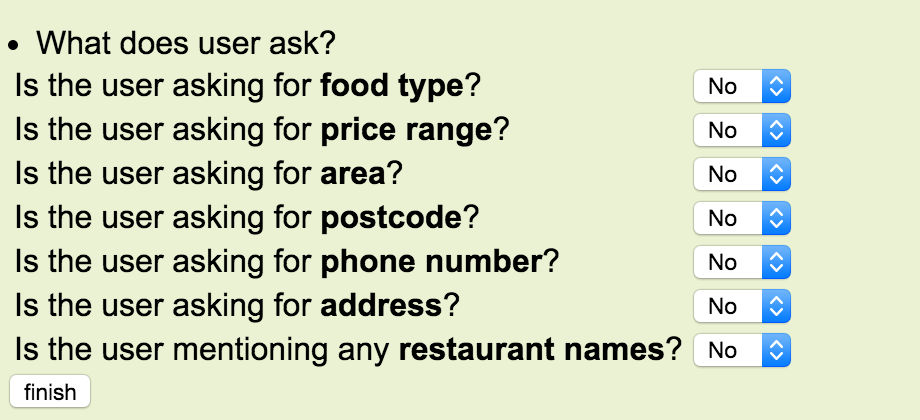 • What does user ask?
Is the user asking for food type? No
Is the user asking for price range? No
Is the user asking for area? No
Is the user asking for postcode? No
Is the user asking for phone number? No
Is the user asking for address? No
Is the user mentioning any restaurant names? No
finish